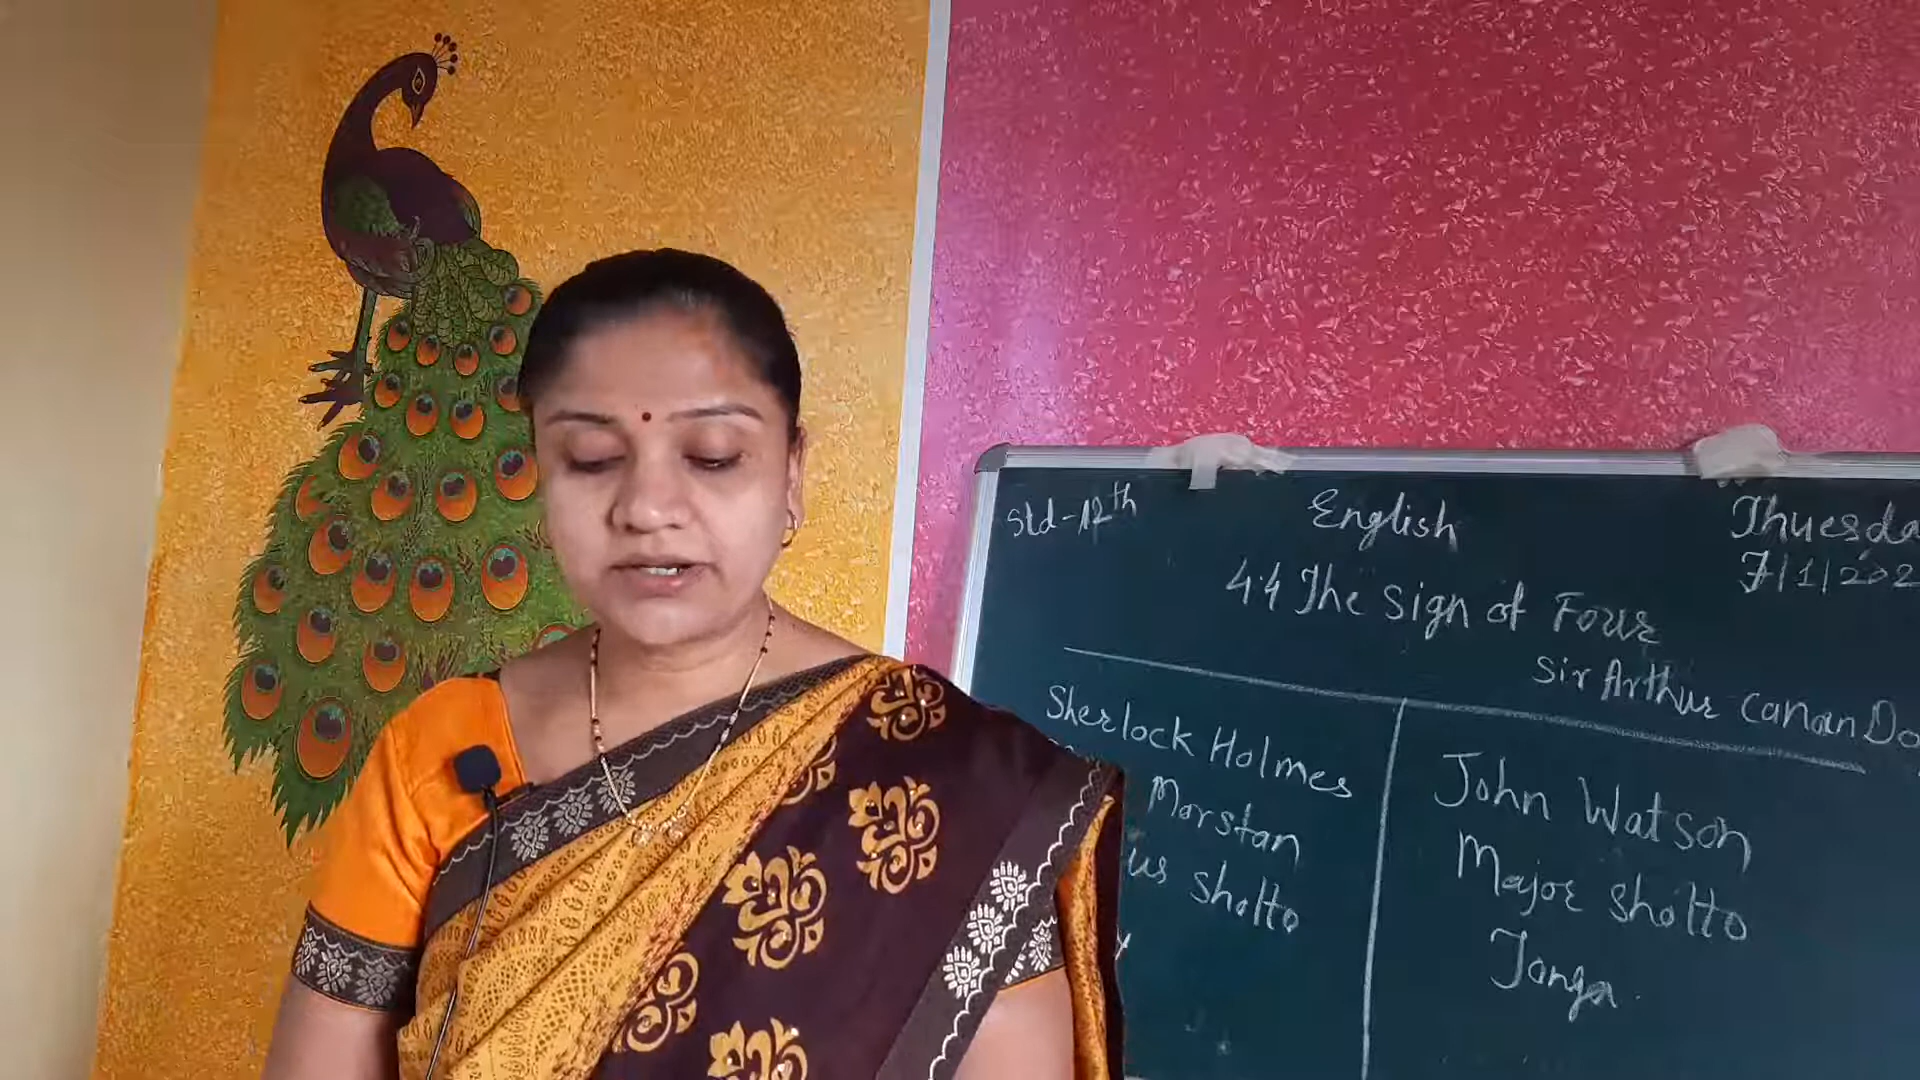 Std-12th English Thuesda
7/1/202
4.4 The Sign of Four
Sir Arthur Canan Do
Sherlock Holmes John Watson
Morstan Major Sholto
us Sholto Tonga